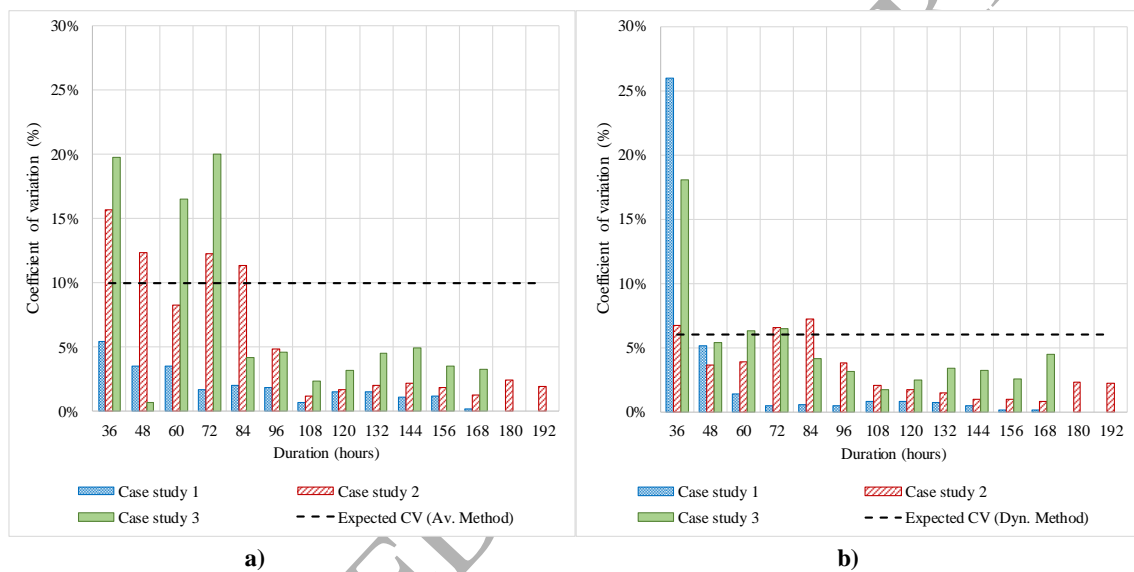 30%
25%
20%
15%
10%
5%
0%
Coefficient of variation (%)
36 48 60 72 84 96 108 120 132 144 156 168 180 192
Duration (hours)
Case study 1
Case study 2
Case study 3
Expected CV (Av. Method)
a)
30%
25%
20%
15%
10%
5%
0%
Coefficient of variation (%)
36 48 60 72 84 96 108 120 132 144 156 168 180 192
Duration (hours)
Case study 1
Case study 2
Case study 3
Expected CV (Dyn. Method)
b)